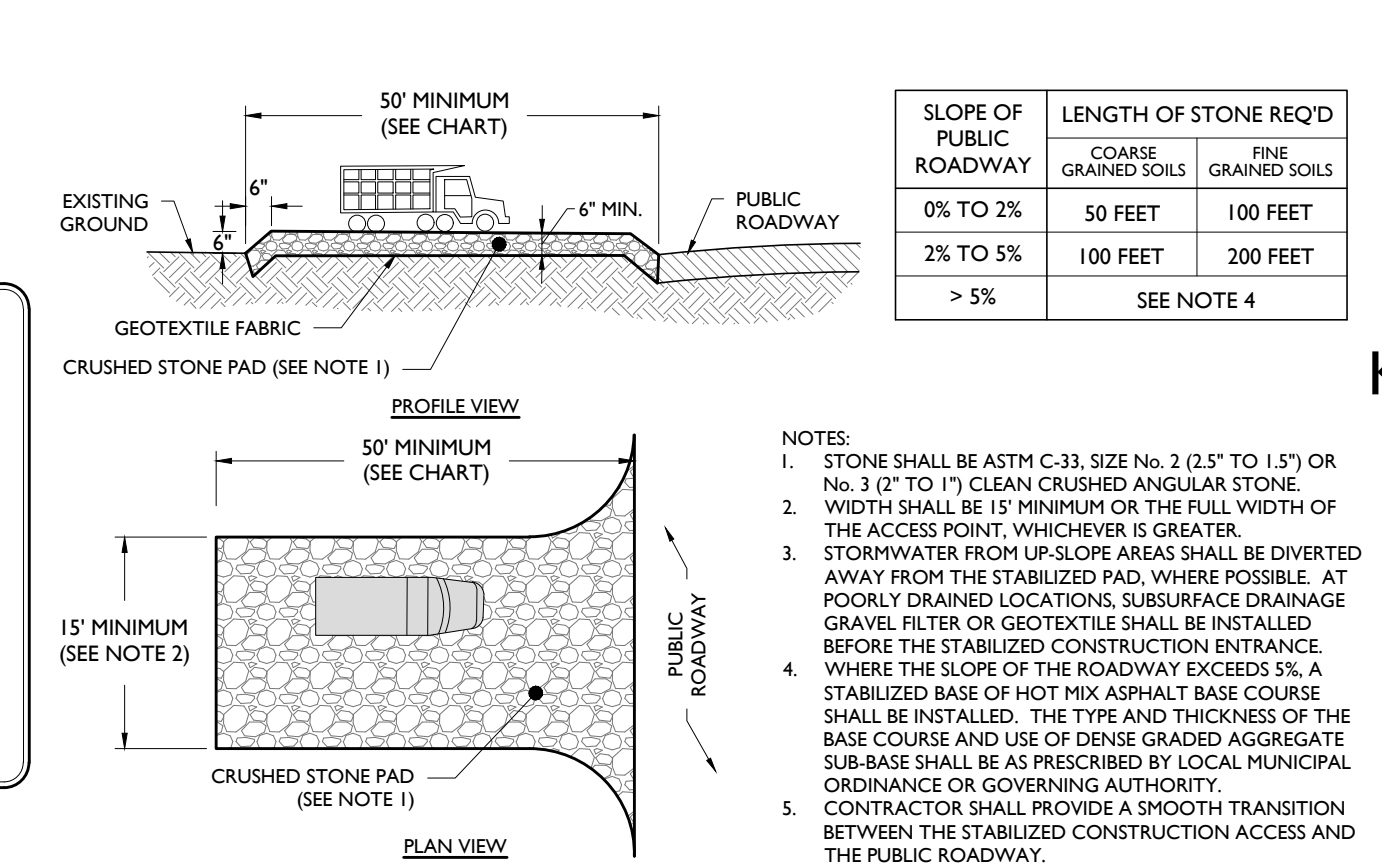 50' MINIMUM
(SEE CHART)
6"
EXISTING
GROUND
6"
6" MIN.
PUBLIC
ROADWAY
GEOTEXTILE FABRIC
CRUSHED STONE PAD (SEE NOTE 1)
PROFILE VIEW
SLOPE OF
PUBLIC
ROADWAY
LENGTH OF STONE REQ'D
COARSE
GRAINED SOILS
FINE
GRAINED SOILS
0% TO 2%
50 FEET
100 FEET
2% TO 5%
100 FEET
200 FEET
> 5%
SEE NOTE 4
50' MINIMUM
(SEE CHART)
15' MINIMUM
(SEE NOTE 2)
PUBLIC
ROADWAY
CRUSHED STONE PAD
(SEE NOTE 1)
PLAN VIEW
NOTES:
1. STONE SHALL BE ASTM C-33, SIZE No. 2 (2.5" TO 1.5") OR
No. 3 (2" TO 1") CLEAN CRUSHED ANGULAR STONE.
2. WIDTH SHALL BE 15' MINIMUM OR THE FULL WIDTH OF
THE ACCESS POINT, WHICHEVER IS GREATER.
3. STORMWATER FROM UP-SLOPE AREAS SHALL BE DIVERTED
AWAY FROM THE STABILIZED PAD, WHERE POSSIBLE. AT
POORLY DRAINED LOCATIONS, SUBSURFACE DRAINAGE
GRAVEL FILTER OR GEOTEXTILE SHALL BE INSTALLED
BEFORE THE STABILIZED CONSTRUCTION ENTRANCE.
4. WHERE THE SLOPE OF THE ROADWAY EXCEEDS 5%, A
STABILIZED BASE OF HOT MIX ASPHALT BASE COURSE
SHALL BE INSTALLED. THE TYPE AND THICKNESS OF THE
BASE COURSE AND USE OF DENSE GRADED AGGREGATE
SUB-BASE SHALL BE AS PRESCRIBED BY LOCAL MUNICIPAL
ORDINANCE OR GOVERNING AUTHORITY.
5. CONTRACTOR SHALL PROVIDE A SMOOTH TRANSITION
BETWEEN THE STABILIZED CONSTRUCTION ACCESS AND
THE PUBLIC ROADWAY.